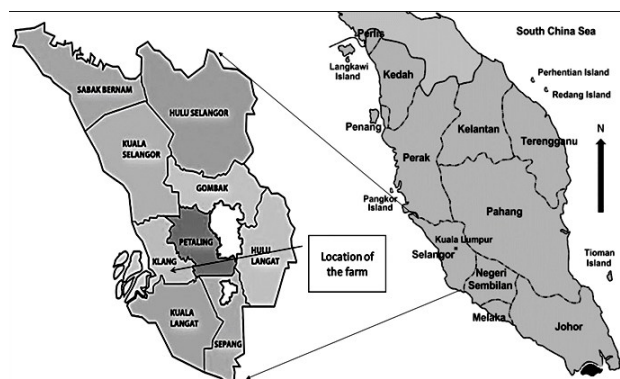 SABAK BERNAM
HULU SELANGOR
KUALA
SELANGOR
GOMBAK
PETALING
KLANG
HULU
LANGAT
KUALA
LANGAT
SEPANG
Location of
the farm
Perlis
Langkawi
Island
Kedah
Penang
Perak
Pangkor
Island
Kelantan
Terengganu
South China Sea
Perhentian Island
Redang Island
N
Pahang
Kuala Lumpur
Selangor
Negeri
Sembilan
Melaka
Johor
Tioman
Island